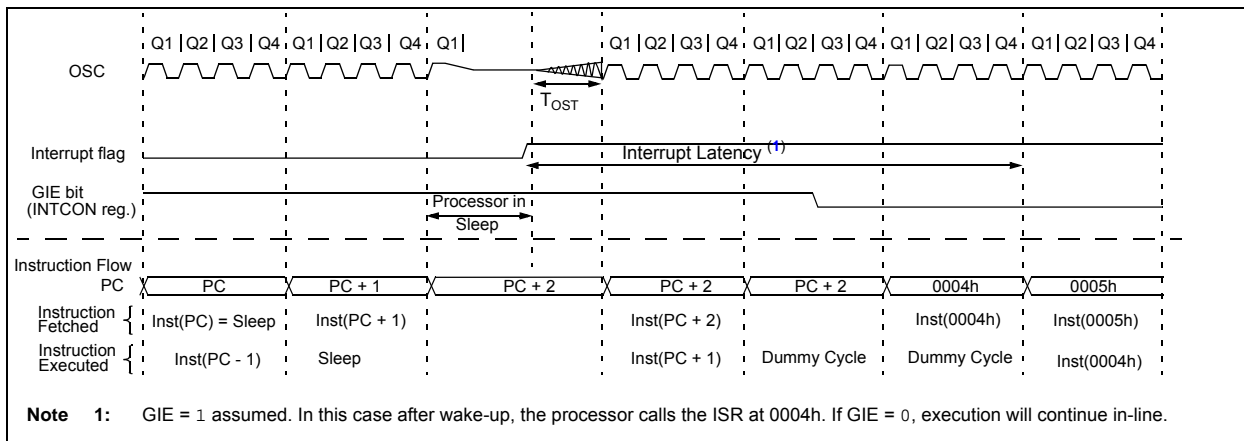 Q1 | Q2 | Q3 | Q4 Q1 | Q2 | Q3 | Q4 Q1 | Q1 | Q2 | Q3 | Q4 Q1 | Q2 | Q3 | Q4 Q1 | Q2 | Q3 | Q4 Q1 | Q2 | Q3 | Q4
OSC
TOST
Interrupt flag
Interrupt Latency (1)
GIE bit
(INTCON reg.)
Processor in
Sleep
Instruction Flow
PC PC PC + 1 PC + 2 PC + 2 PC + 2 0004h 0005h
Instruction
Fetched { Inst(PC) = Sleep Inst(PC + 1) Inst(PC + 2) Inst(0004h) Inst(0005h)
Instruction
Executed { Inst(PC - 1) Sleep Inst(PC + 1) Dummy Cycle Dummy Cycle Inst(0004h)
Note 1: GIE = 1 assumed. In this case after wake-up, the processor calls the ISR at 0004h. If GIE = 0, execution will continue in-line.